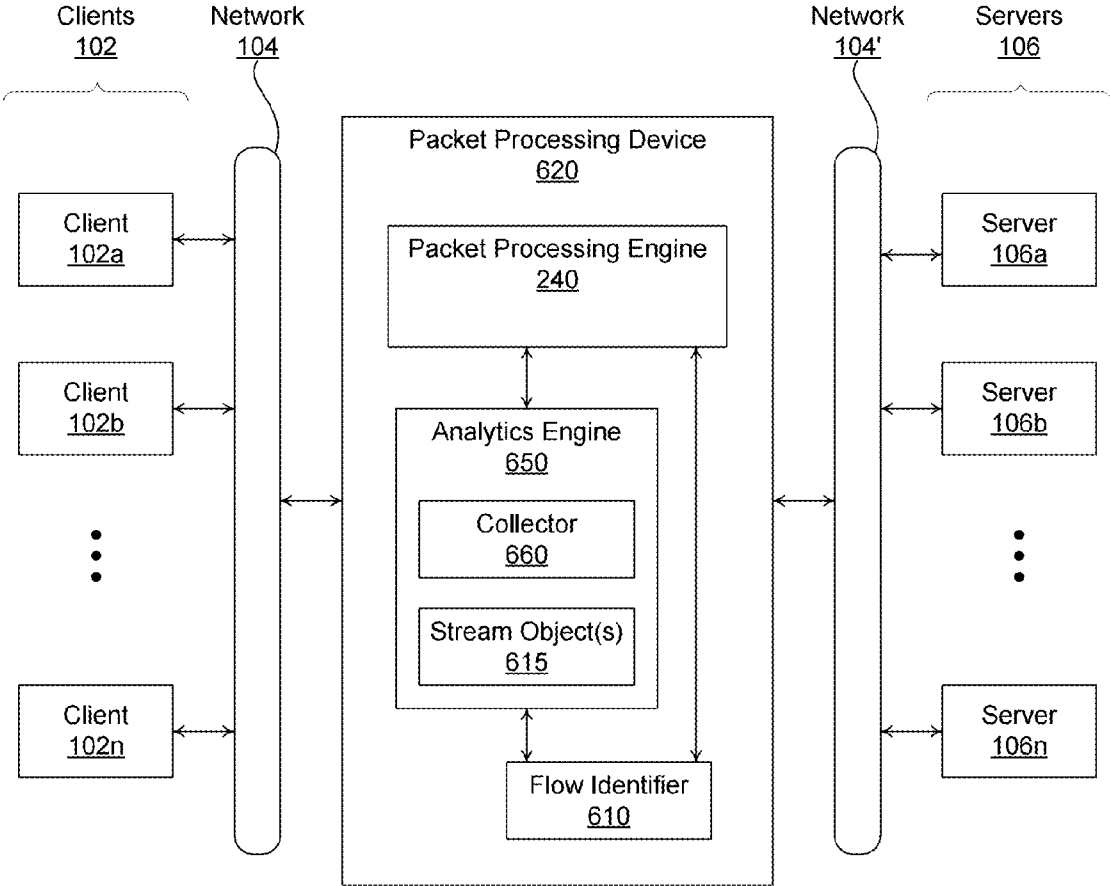 Clients
102
Network
104
Network
104'
Servers
106
Packet Processing Device
620
Packet Processing Engine
240
Analytics Engine
650
Collector
660
Stream Object(s)
615
Flow Identifier
610
Client
102a
Client
102b
Client
102n
Server
106a
Server
106b
Server
106n